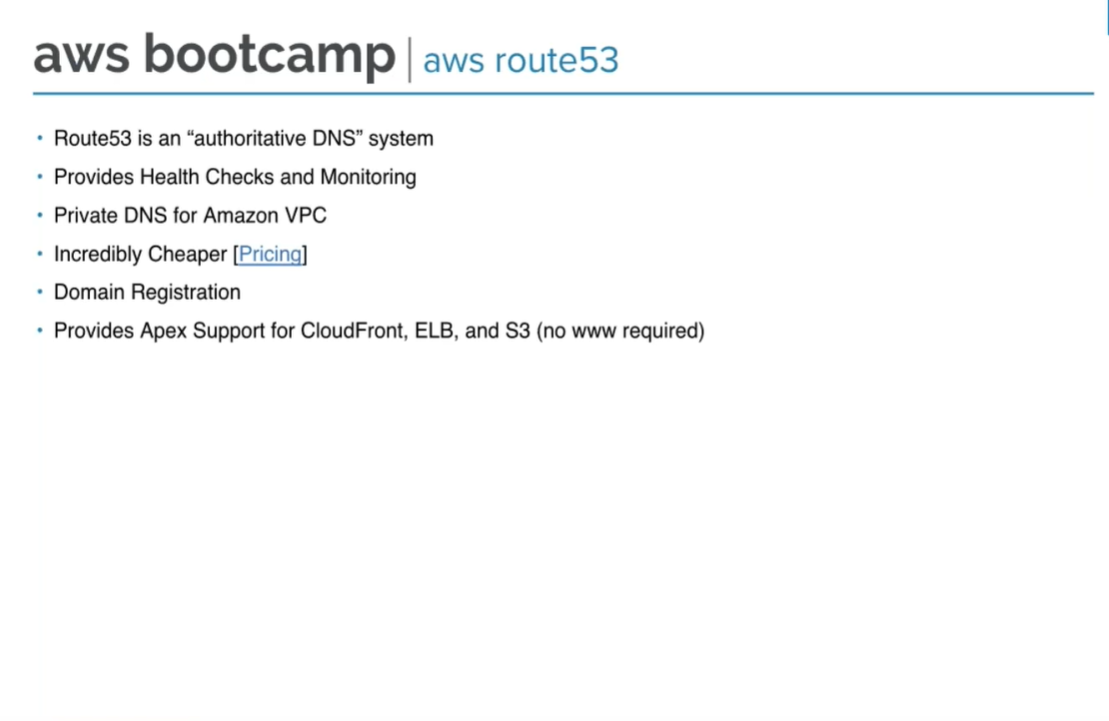 aws bootcamp | aws route53
• Route53 is an “authoritative DNS” system
• Provides Health Checks and Monitoring
• Private DNS for Amazon VPC
• Incredibly Cheaper [Pricing]
• Domain Registration
• Provides Apex Support for CloudFront, ELB, and S3 (no www required)